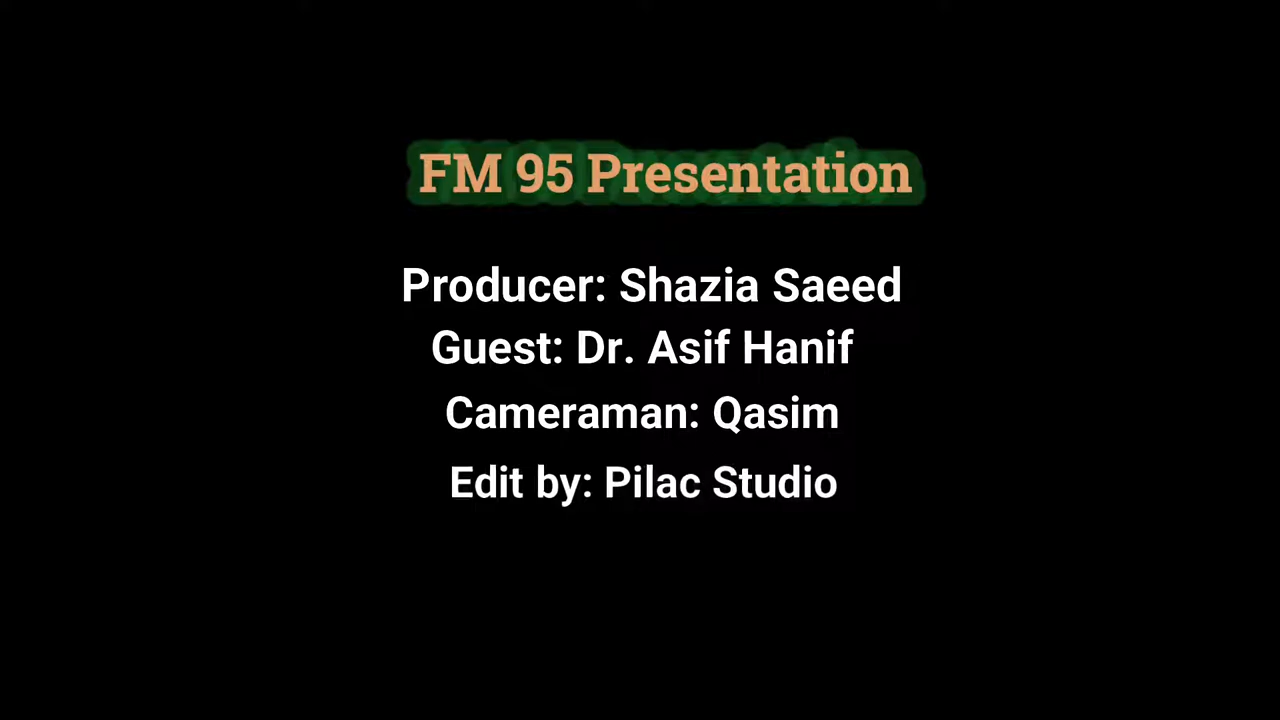 FM 95 Presentation
Producer: Shazia Saeed
Guest: Dr. Asif Hanif
Cameraman: Qasim
Edit by: Pilac Studio